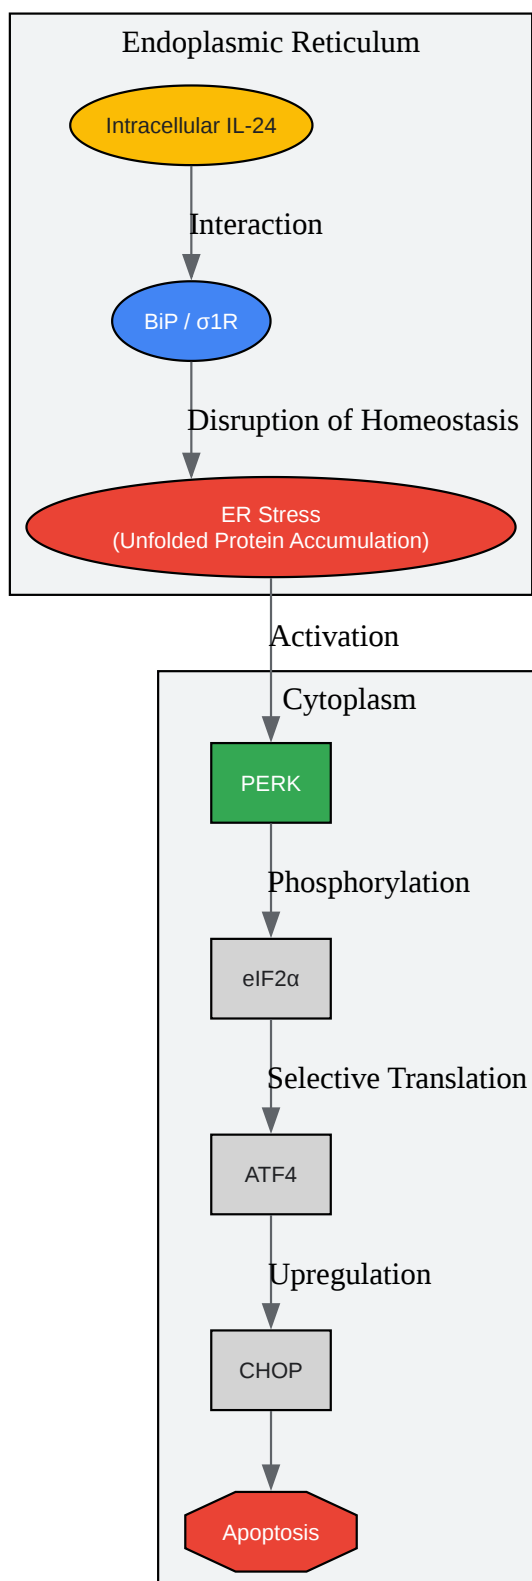 Endoplasmic Reticulum
Intracellular IL-24
Interaction
BiP / σ1R
Disruption of Homeostasis
ER Stress
(Unfolded Protein Accumulation)
Activation
Cytoplasm
PERK
Phosphorylation
eIF2α
Selective Translation
ATF4
Upregulation
CHOP
Apoptosis